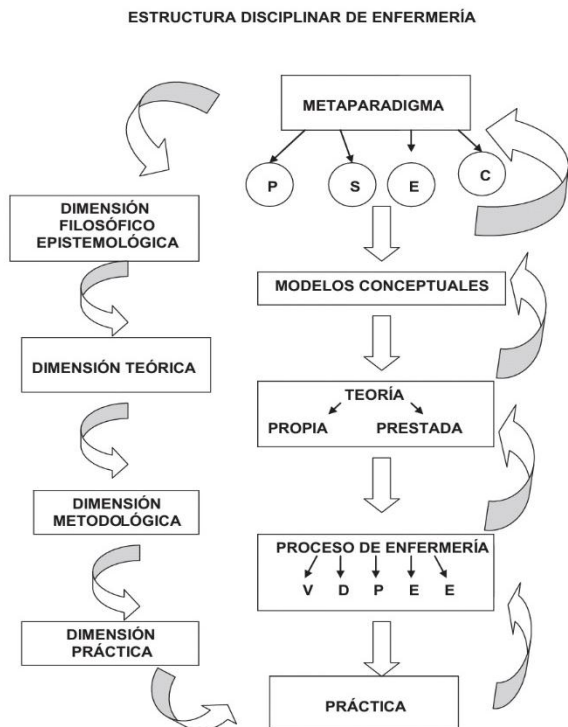 ESTRUCTURA DISCIPLINAR DE ENFERMERÍA
METAPARADIGMA
P S E C
DIMENSIÓN
FILOSÓFICO
EPISTEMOLÓGICA
MODELOS CONCEPTUALES
DIMENSIÓN TEÓRICA
TEORÍA
PROPIA PRESTADA
DIMENSIÓN
METODOLÓGICA
PROCESO DE ENFERMERÍA
V D P E E
DIMENSIÓN
PRÁCTICA
PRÁCTICA